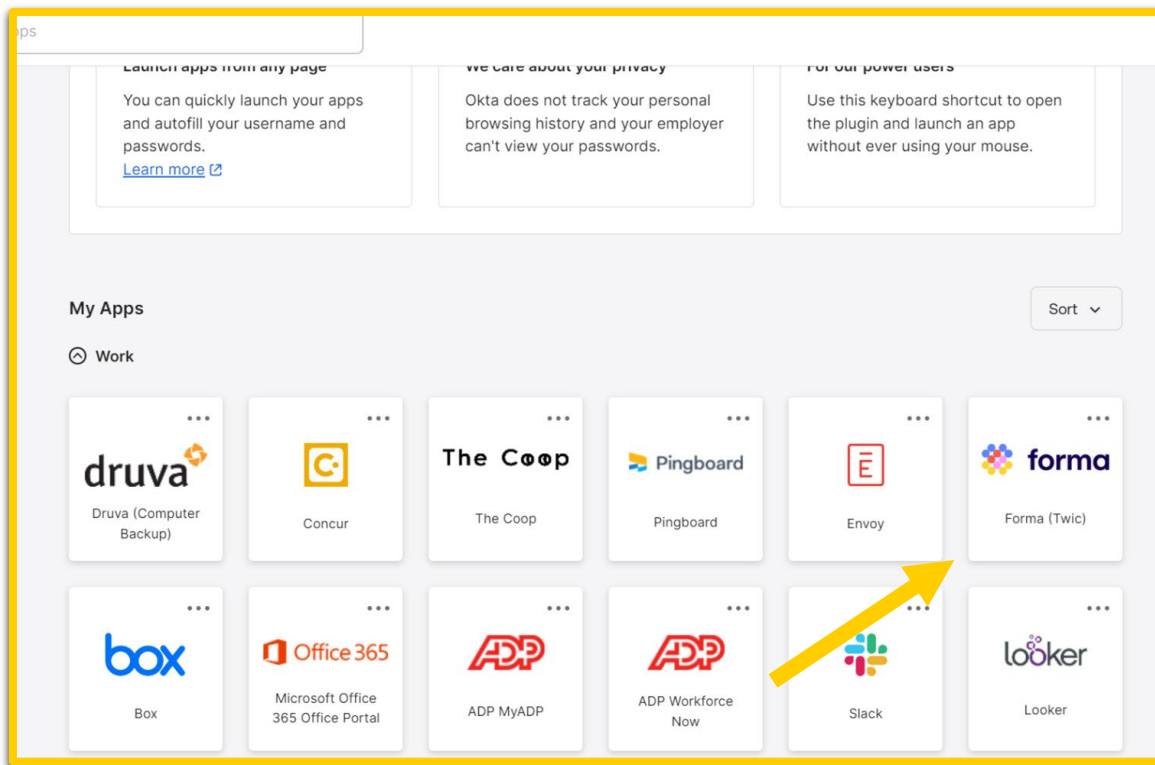 ps
Launch apps from any page
We care about your privacy
For our power users
You can quickly launch your apps
and autofill your username and
passwords.
Learn more
Okta does not track your personal
browsing history and your employer
can't view your passwords.
Use this keyboard shortcut to open
the plugin and launch an app
without ever using your mouse.
My Apps
Sort
Work
druva
Druva (Computer
Backup)
C
Concur
The Coop
The Coop
Pingboard
Pingboard
E
Envoy
forma
Forma (Twic)
box
Box
Office 365
Microsoft Office
365 Office Portal
ADP
ADP MyADP
ADP
ADP Workforce
Now
Slack
looker
Looker